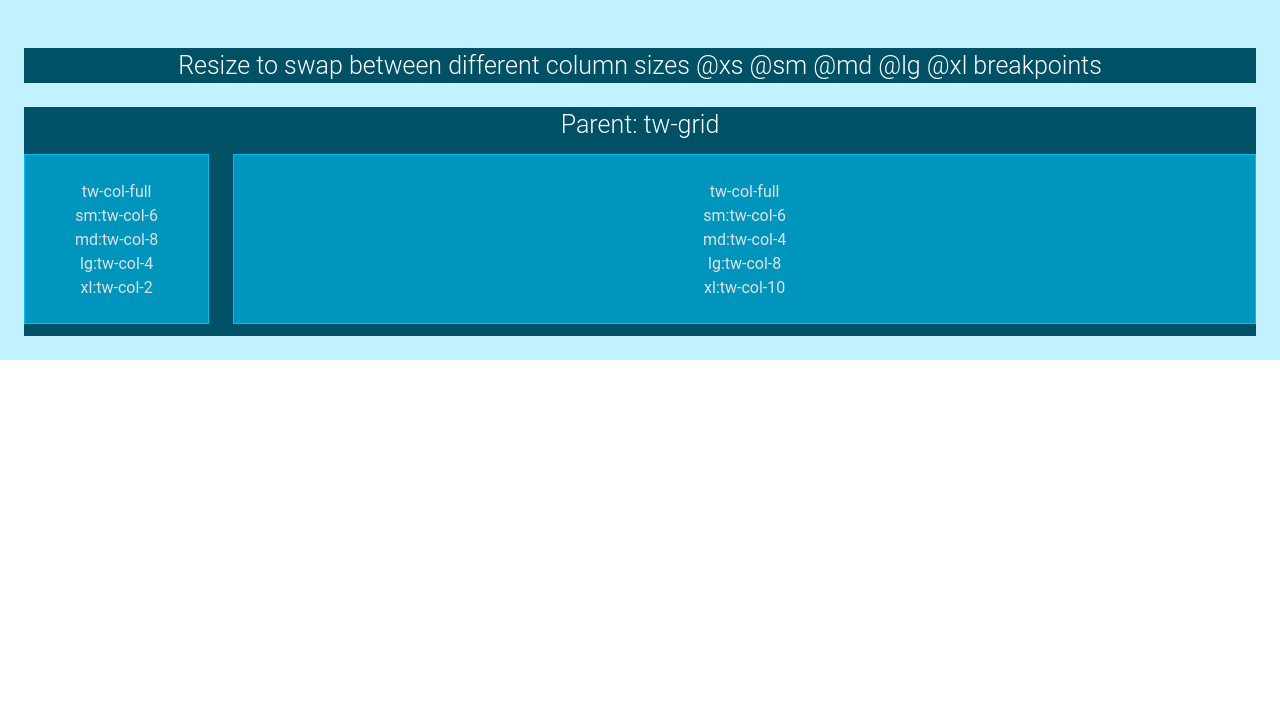 Resize to swap between different column sizes @xs @sm @md @lg @xl breakpoints
Parent: tw-grid
tw-col-full
sm:tw-col-6
md:tw-col-8
lg:tw-col-4
xl:tw-col-2
tw-col-full
sm:tw-col-6
md:tw-col-4
lg:tw-col-8
xl:tw-col-10